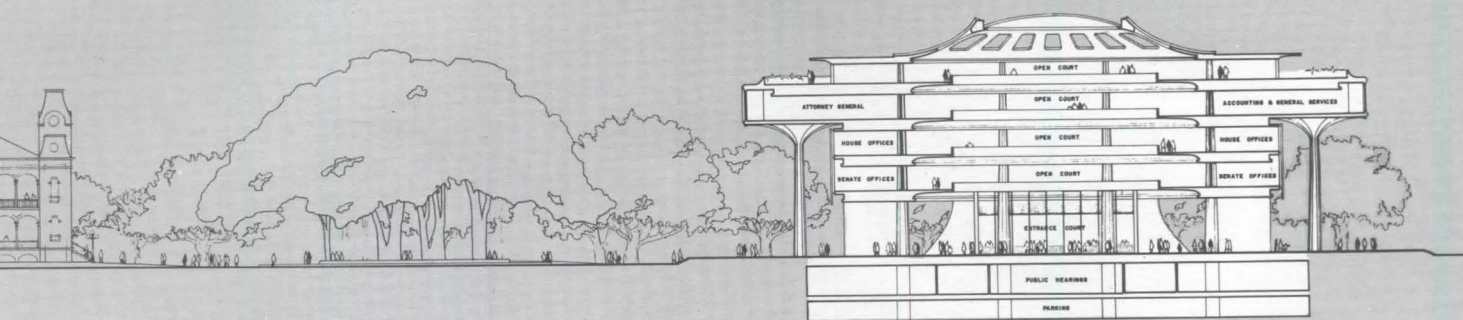 OPEN COURT
ATTORNEY GENERAL
OPEN COURT
ACCOUNTING & GENERAL SERVICES
HOUSE OFFICES
OPEN COURT
HOUSE OFFICES
SENATE OFFICES
OPEN COURT
SENATE OFFICES
ENTRANCE COURT
PUBLIC HEARINGS
PARKING